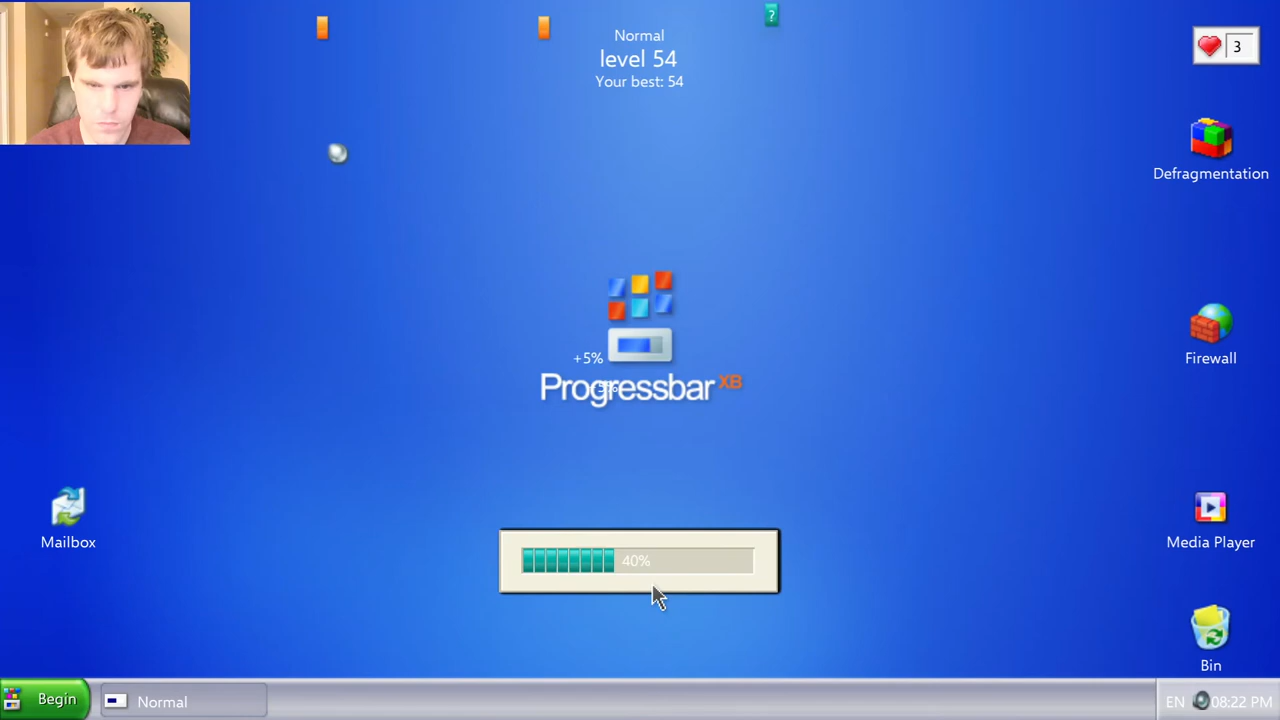 ?
Normal
level 54
Your best: 54
3
Defragmentation
Firewall
+5%
+5%
Progressbar XB
Mailbox
Media Player
40%
Bin
Begin
Normal
EN 08:22 PM